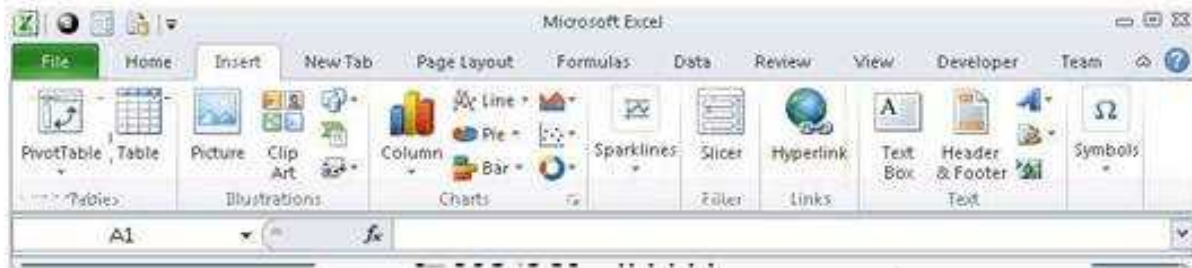 Microsoft Excel
File Home Insert New Tab Page Layout Formulas Data Review View Developer Team
PivotTable Table Picture Clip Art Column Line Pie Bar Sparklines Slicer Hyperlink Text Box Header & Footer Symbols
Tables Illustrations Charts Filter Links Text
A1 fx